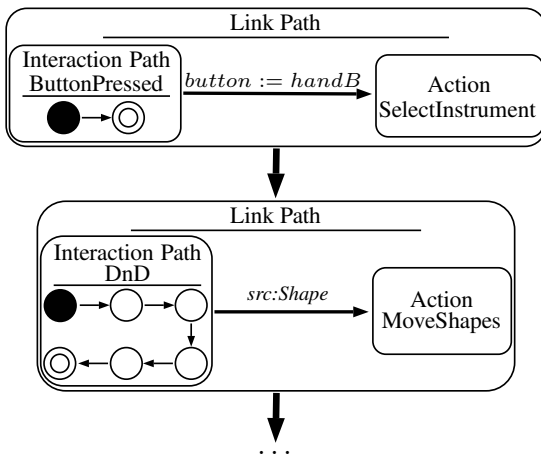 Link Path
Interaction Path
ButtonPressed
button := handB
Action
SelectInstrument
Link Path
Interaction Path
DnD
src:Shape
Action
MoveShapes
...